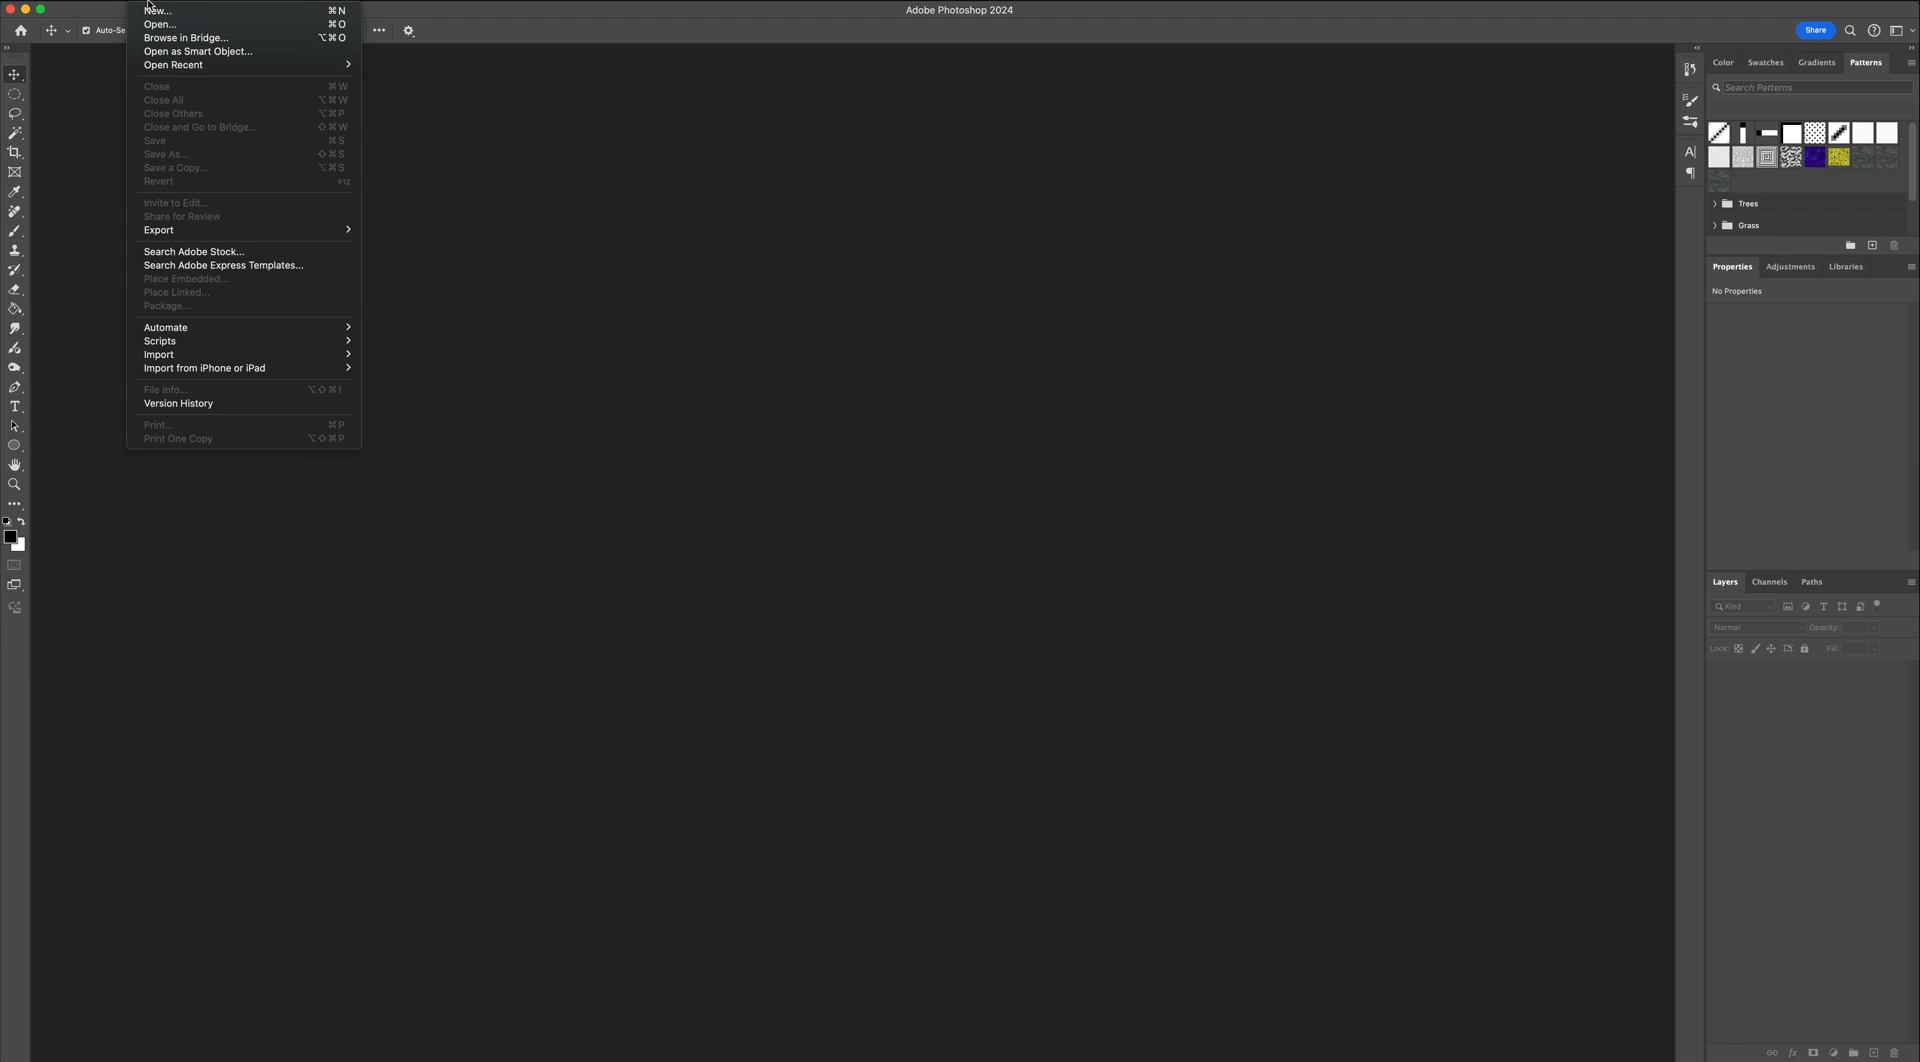 Adobe Photoshop 2024
Auto-Se
Share
New... ⌘N
Open... ⌘O
Browse in Bridge... ⌥⌘O
Open as Smart Object...
Open Recent
Close ⌘W
Close All ⌥⌘W
Close Others ⌥⌘P
Close and Go to Bridge... ⇧⌘W
Save ⌘S
Save As... ⇧⌘S
Save a Copy... ⌥⌘S
Revert F12
Invite to Edit...
Share for Review
Export
Search Adobe Stock...
Search Adobe Express Templates...
Place Embedded...
Place Linked...
Package...
Automate
Scripts
Import
Import from iPhone or iPad
File Info... ⌥⇧⌘I
Version History
Print... ⌘P
Print One Copy ⌥⇧⌘P
Color Swatches Gradients Patterns
Search Patterns
Trees
Grass
Properties Adjustments Libraries
No Properties
Layers Channels Paths
Kind
Normal Opacity:
Lock: Fill:
fx